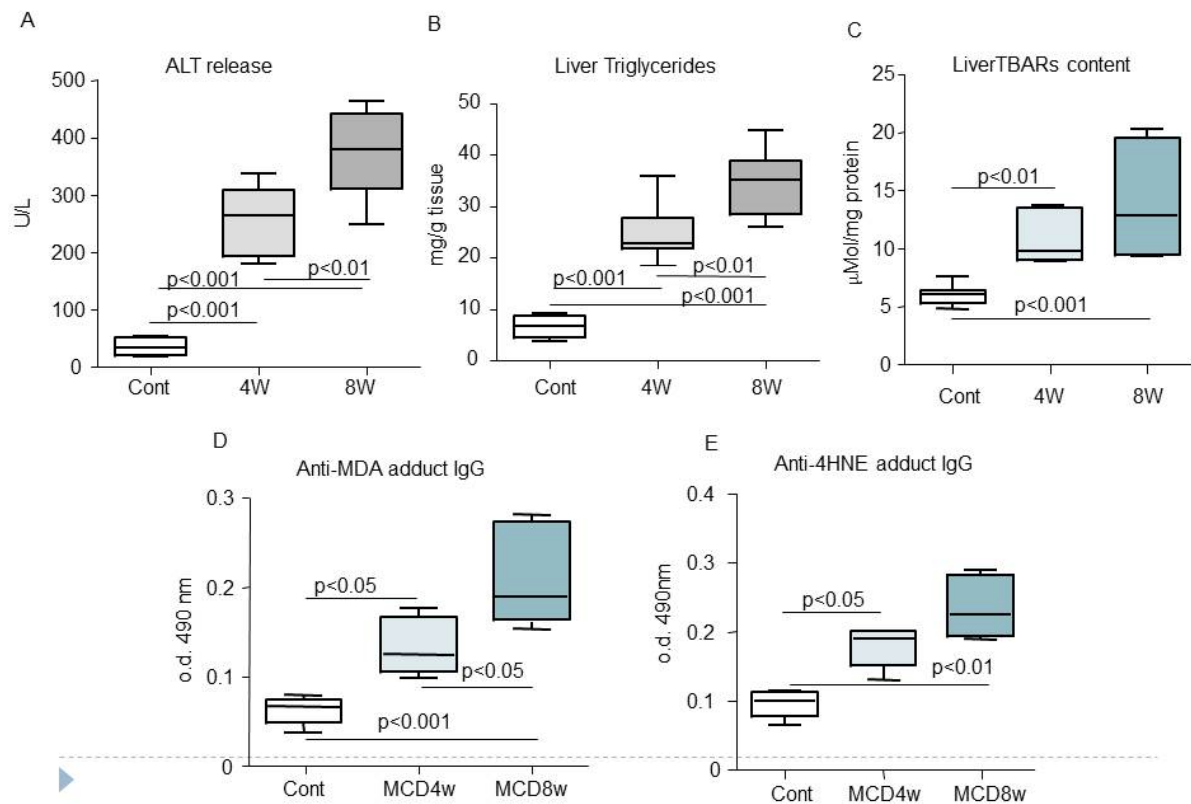 A
ALT release
U/L
500
400
300
200
100
0
p<0.001
p<0.01
p<0.001
Cont
4W
8W
B
Liver Triglycerides
mg/g tissue
50
40
30
20
10
0
p<0.001
p<0.01
p<0.001
Cont
4W
8W
C
LiverTBARs content
µMol/mg protein
25
20
15
10
5
0
p<0.01
p<0.001
Cont
4W
8W
D
Anti-MDA adduct IgG
o.d. 490 nm
0.3
0.2
0.1
0
p<0.05
p<0.05
p<0.001
Cont
MCD4w
MCD8w
E
Anti-4HNE adduct IgG
o.d. 490nm
0.4
0.3
0.2
0.1
0
p<0.05
p<0.01
Cont
MCD4w
MCD8w